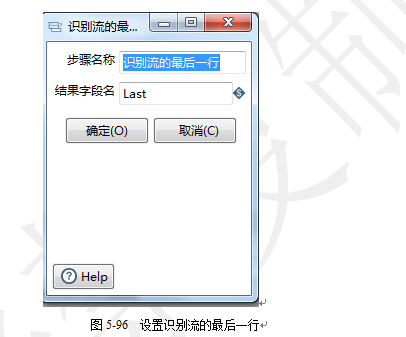 识别流的最...
步骤名称 识别流的最后一行
结果字段名 Last
确定(O) 取消(C)
Help
图 5-96 设置识别流的最后一行